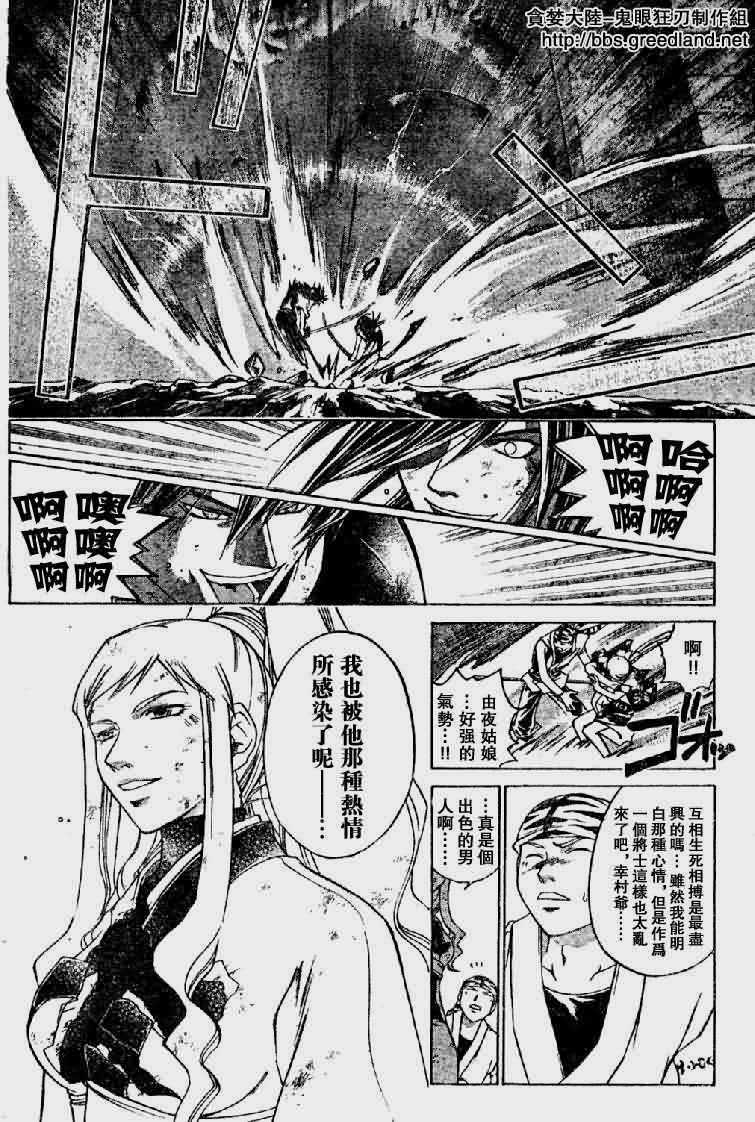 貪婪大陸-鬼眼狂刀制作組
http://bbs.greedland.net
哈啊啊
啊啊啊
噢噢啊
啊啊啊
啊!!
由夜姑娘
…好强的
氣勢…!!
ゴオ
互相生死相搏是最盡
興的嗎…雖然我能明
白那種心情,但是作爲
一個將士這樣也太亂
來了吧,幸村爺……
…真是個
出色的男
人啊……
我也被他那種熱情
所感染了呢——…